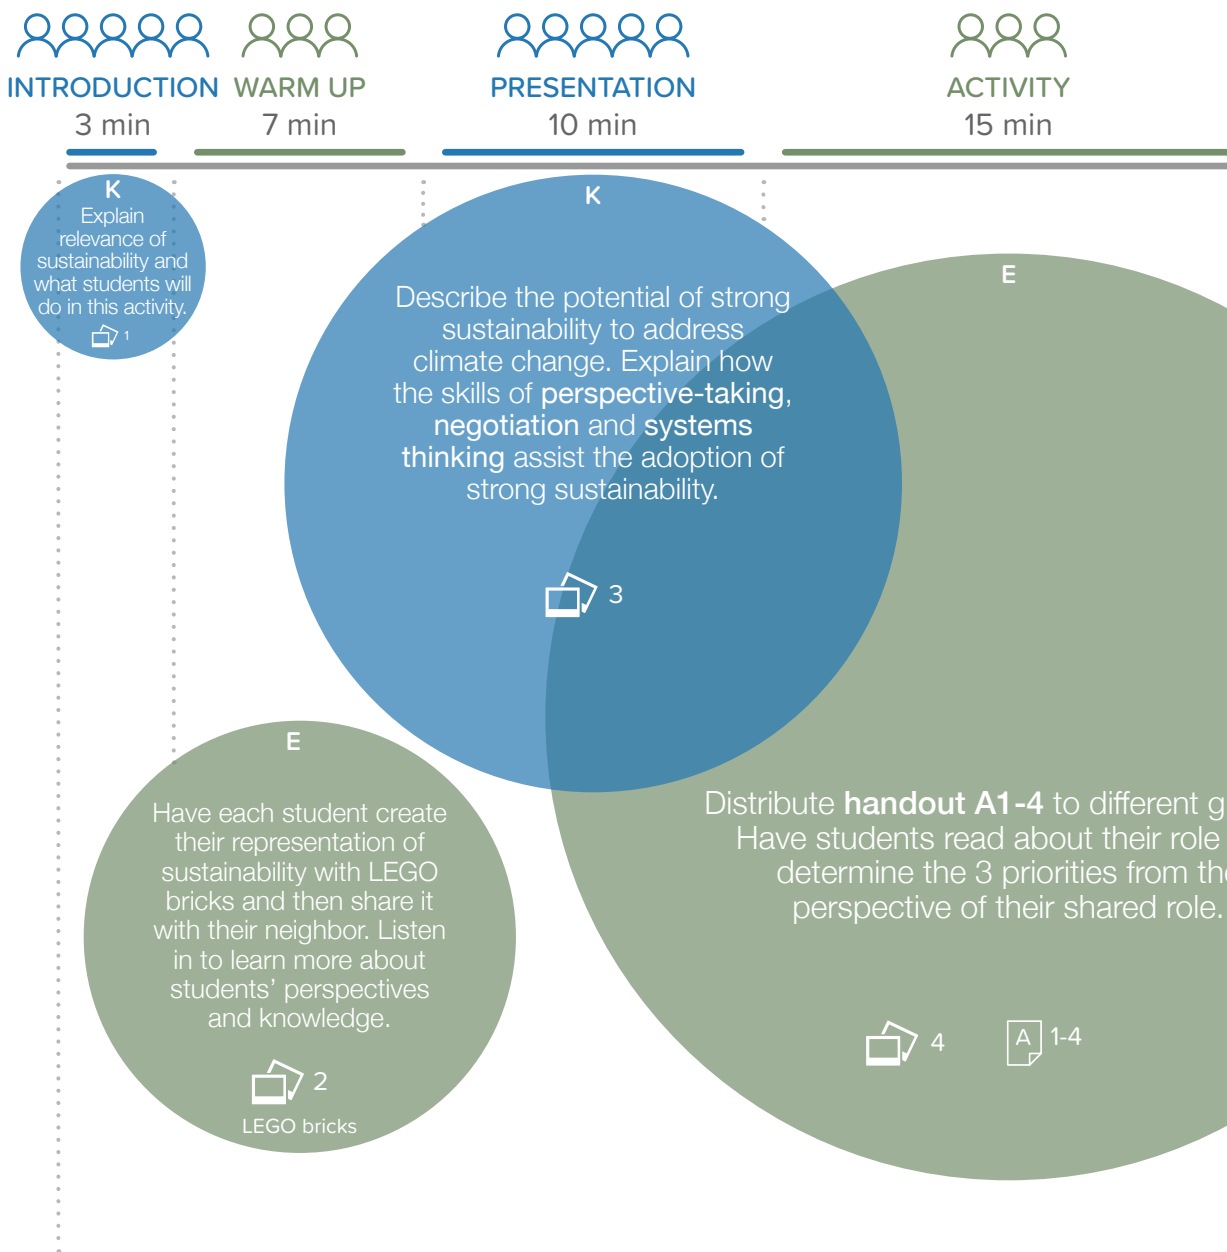 INTRODUCTION
3 min
WARM UP
7 min
PRESENTATION
10 min
ACTIVITY
15 min
K
Explain
relevance of
sustainability and
what students will
do in this activity.
1
K
Describe the potential of strong
sustainability to address
climate change. Explain how
the skills of perspective-taking,
negotiation and systems
thinking assist the adoption of
strong sustainability.
3
E
Have each student create
their representation of
sustainability with LEGO
bricks and then share it
with their neighbor. Listen
in to learn more about
students’ perspectives
and knowledge.
2
LEGO bricks
E
Distribute handout A1-4 to different
Have students read about their role
determine the 3 priorities from
perspective of their shared role.
4
A 1-4